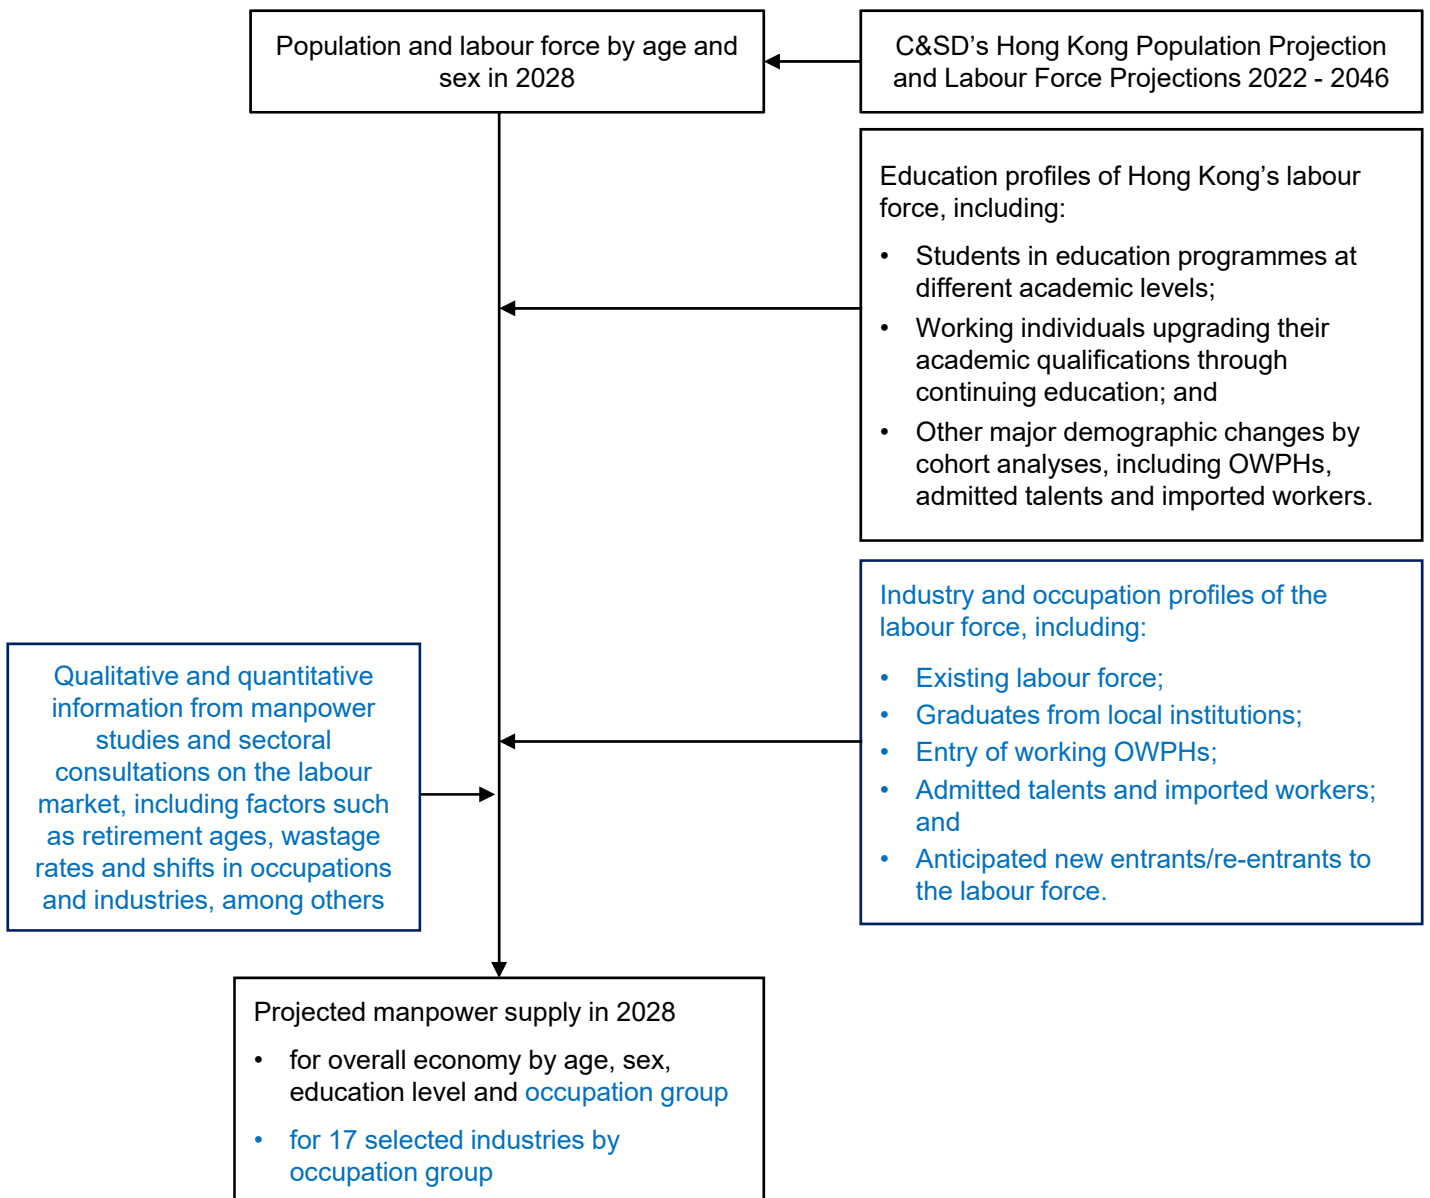 Population and labour force by age and
sex in 2028
C&SD's Hong Kong Population Projection
and Labour Force Projections 2022 - 2046
Education profiles of Hong Kong’s labour
force, including:
• Students in education programmes at
different academic levels;
• Working individuals upgrading their
academic qualifications through
continuing education; and
• Other major demographic changes by
cohort analyses, including OWPHs,
admitted talents and imported workers.
Industry and occupation profiles of the
labour force, including:
• Existing labour force;
• Graduates from local institutions;
• Entry of working OWPHs;
• Admitted talents and imported workers;
and
• Anticipated new entrants/re-entrants to
the labour force.
Qualitative and quantitative
information from manpower
studies and sectoral
consultations on the labour
market, including factors such
as retirement ages, wastage
rates and shifts in occupations
and industries, among others
Projected manpower supply in 2028
• for overall economy by age, sex,
education level and occupation group
• for 17 selected industries by
occupation group